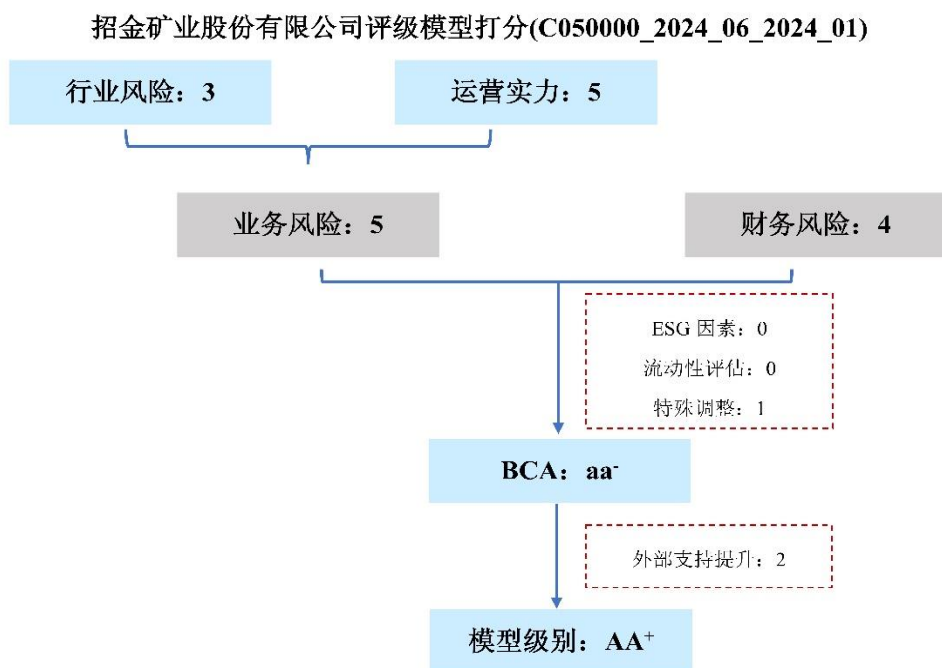 招金矿业股份有限公司评级模型打分(C050000_2024_06_2024_01)
行业风险：3
运营实力：5
业务风险：5
财务风险：4
ESG 因素：0
流动性评估：0
特殊调整：1
BCA：aa⁻
外部支持提升：2
模型级别：AA⁺